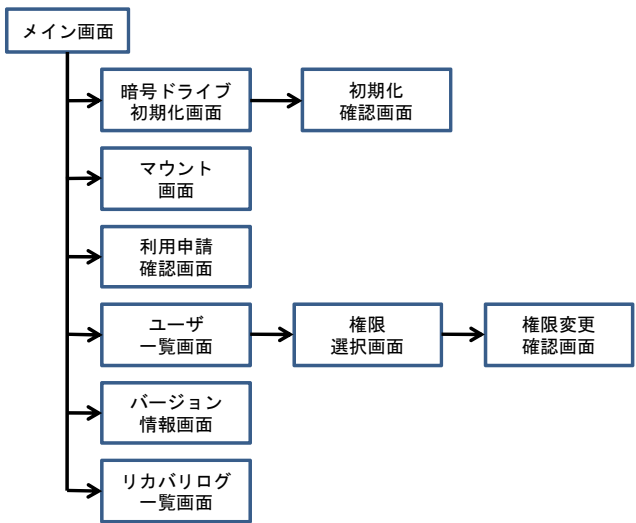 メイン画面
暗号ドライブ
初期化画面
初期化
確認画面
マウント
画面
利用申請
確認画面
ユーザ
一覧画面
権限
選択画面
権限変更
確認画面
バージョン
情報画面
リカバリログ
一覧画面